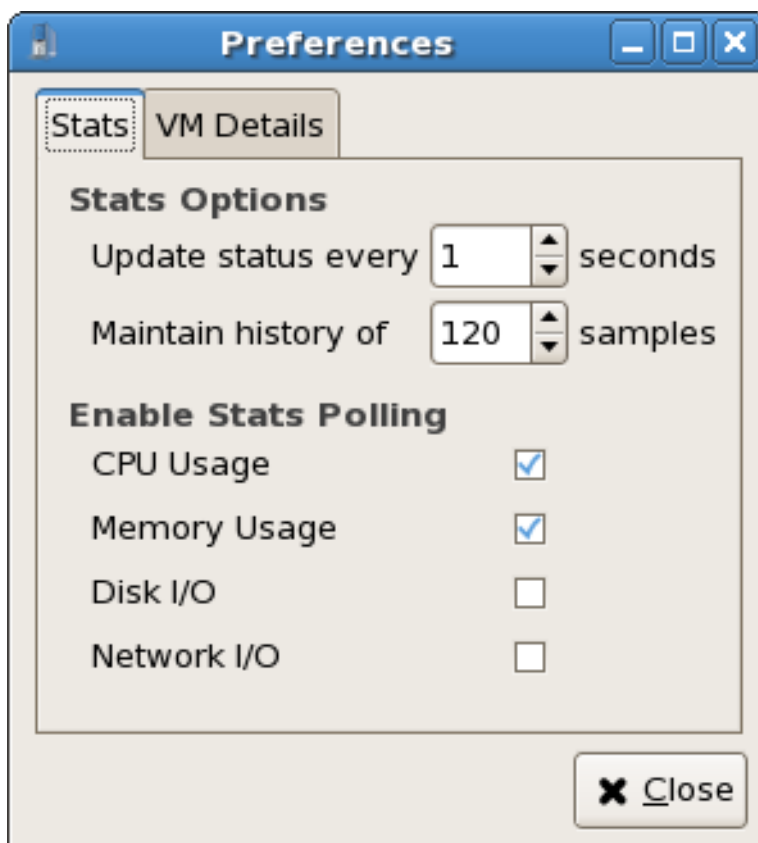 Preferences
Stats VM Details
Stats Options
Update status every 1 seconds
Maintain history of 120 samples
Enable Stats Polling
CPU Usage
Memory Usage
Disk I/O
Network I/O
Close